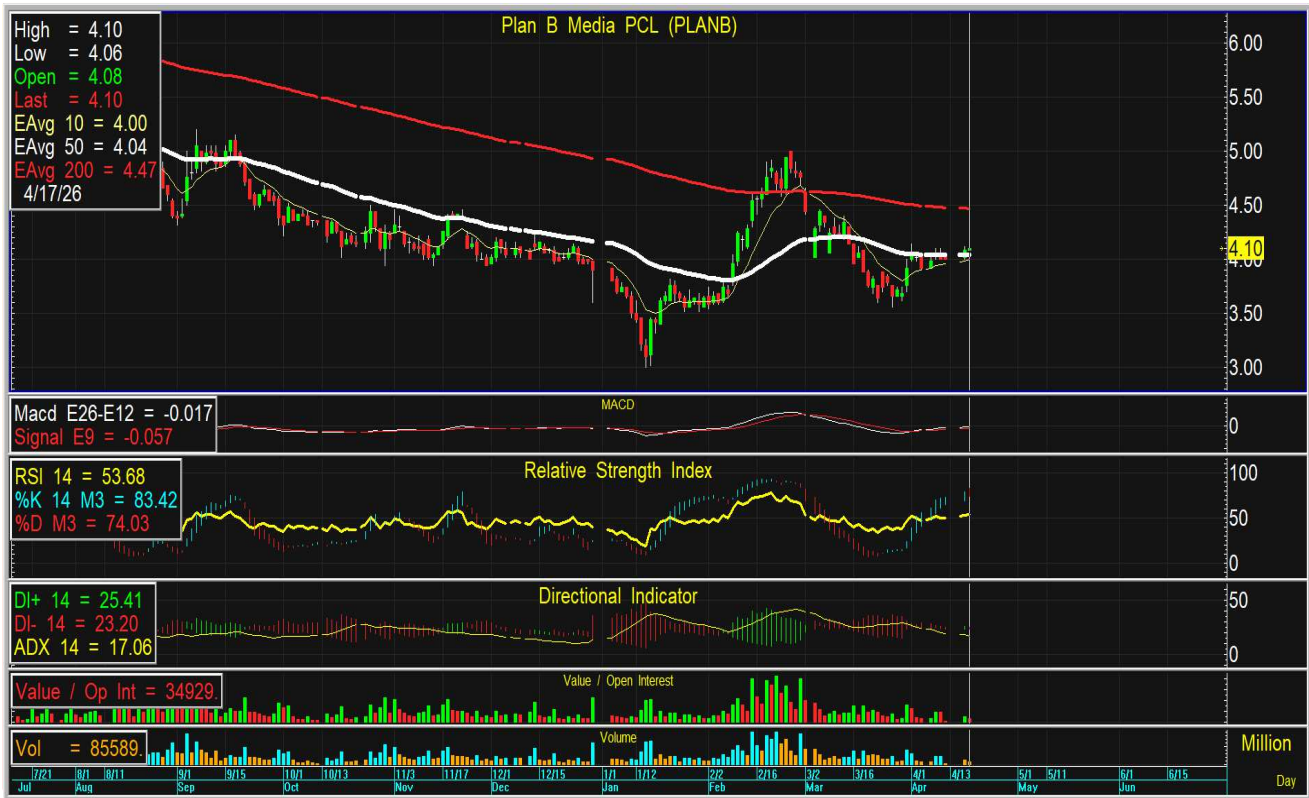 Plan B Media PCL (PLANB)
High = 4.10
Low = 4.06
Open = 4.08
Last = 4.10
EAvg 10 = 4.00
EAvg 50 = 4.04
EAvg 200 = 4.47
4/17/26
6.00
5.50
5.00
4.50
4.10
4.00
3.50
3.00
MACD
Macd E26-E12 = -0.017
Signal E9 = -0.057
0
Relative Strength Index
RSI 14 = 53.68
%K 14 M3 = 83.42
%D M3 = 74.03
100
50
0
Directional Indicator
DI+ 14 = 25.41
DI- 14 = 23.20
ADX 14 = 17.06
50
0
Value / Open Interest
Value / Op Int = 34929.
Volume
Vol = 85589.
Million
7/21 8/1 8/11 9/1 9/15 10/1 10/13 11/3 11/17 12/1 12/15 1/1 1/12 2/2 2/16 3/2 3/16 4/1 4/13 5/1 5/11 6/1 6/15
Jul Aug Sep Oct Nov Dec Jan Feb Mar Apr May Jun
Day